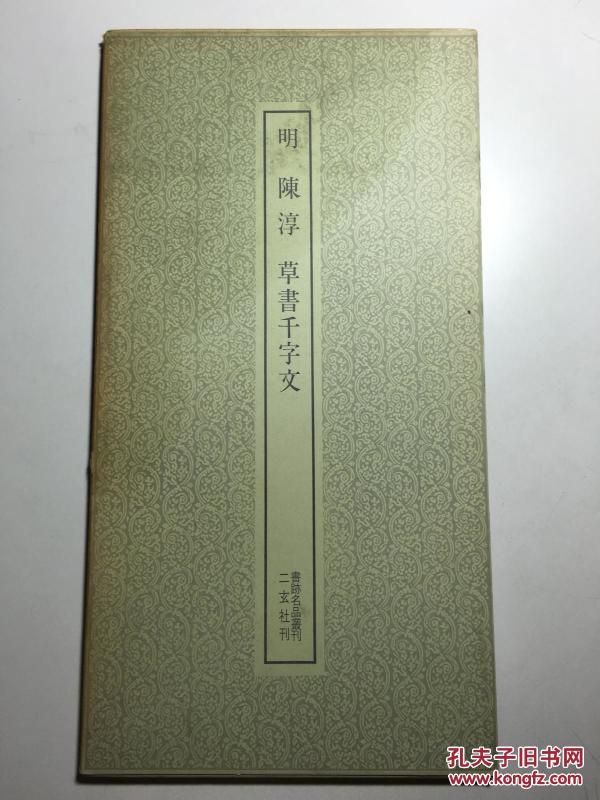 明 陳淳 草書千字文
書跡名品叢刊
二玄社刊
孔夫子旧书网
www.kongfz.com